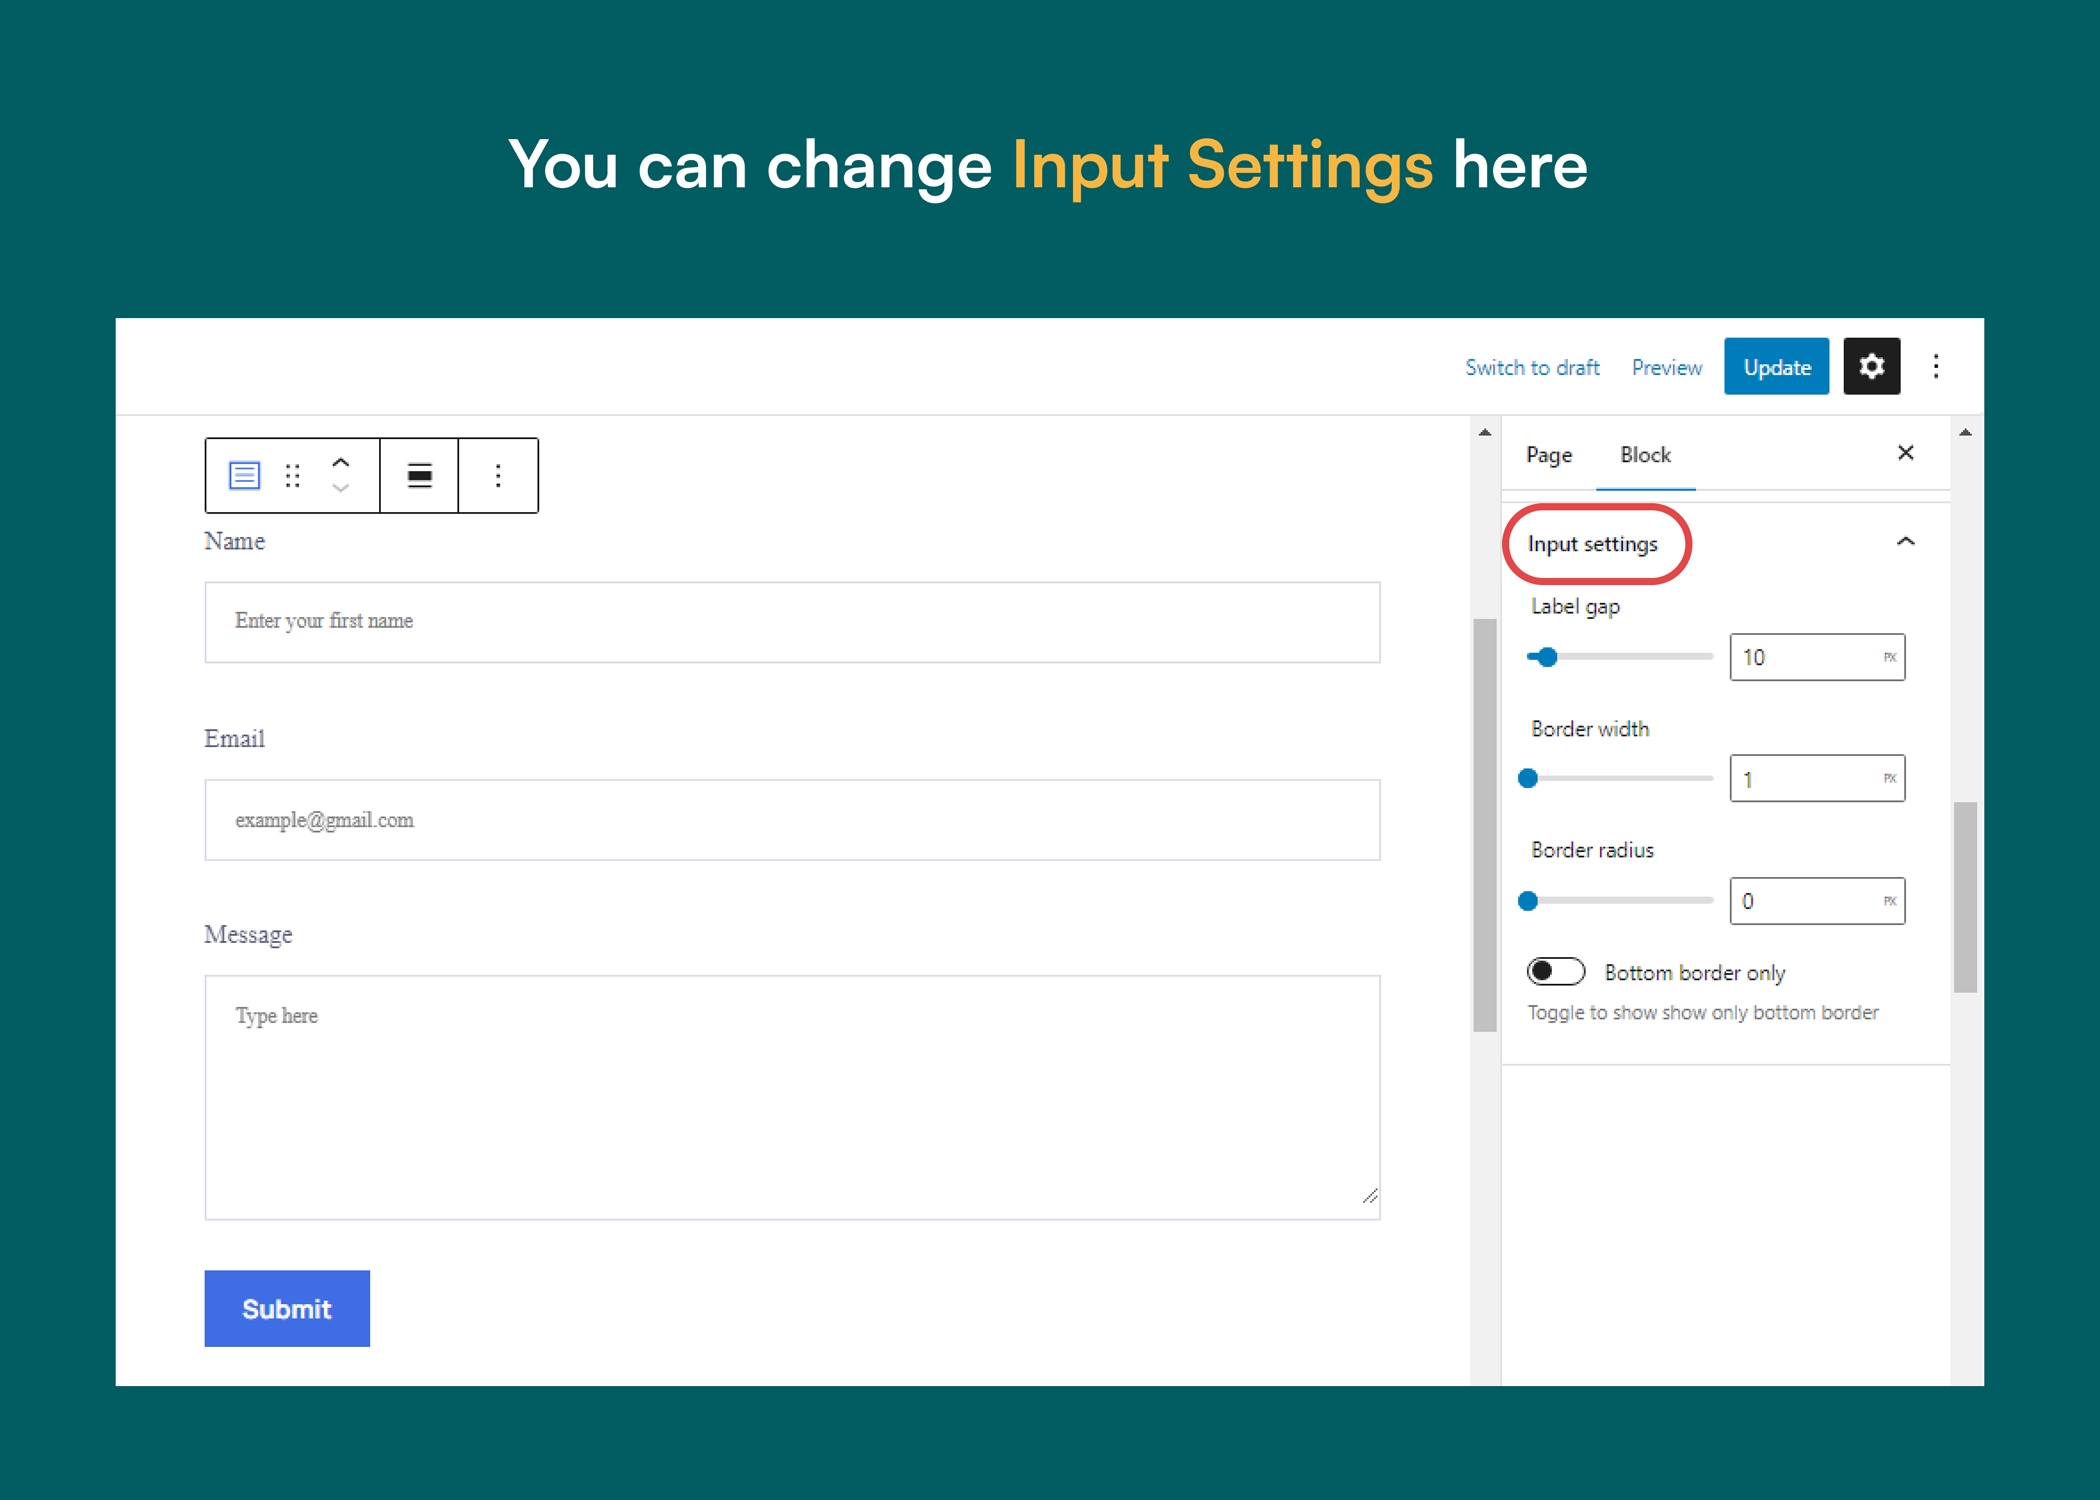 You can change Input Settings here
Switch to draft Preview Update
Page Block
Name
Enter your first name
Email
example@gmail.com
Message
Type here
Submit
Input settings
Label gap
10 PX
Border width
1 PX
Border radius
0 PX
Bottom border only
Toggle to show show only bottom border